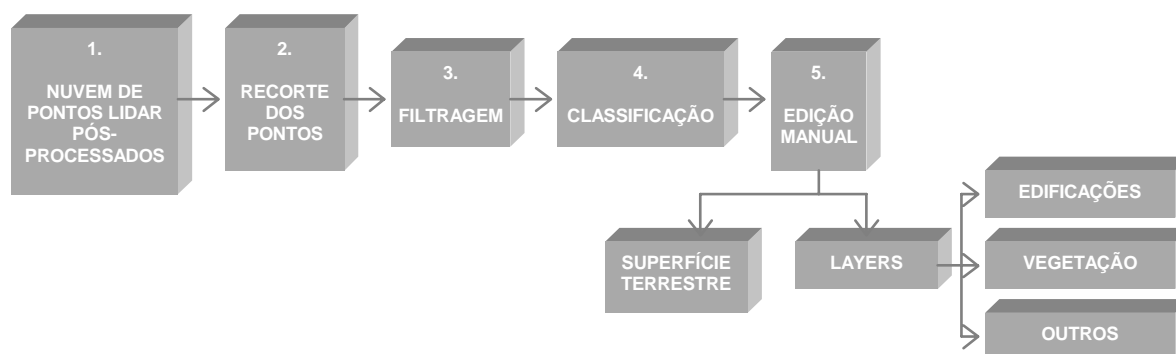 1.
NUVEM DE
PONTOS LIDAR
PÓS-
PROCESSADOS
2.
RECORTE
DOS
PONTOS
3.
FILTRAGEM
4.
CLASSIFICAÇÃO
5.
EDIÇÃO
MANUAL
SUPERFÍCIE
TERRESTRE
LAYERS
EDIFICAÇÕES
VEGETAÇÃO
OUTROS